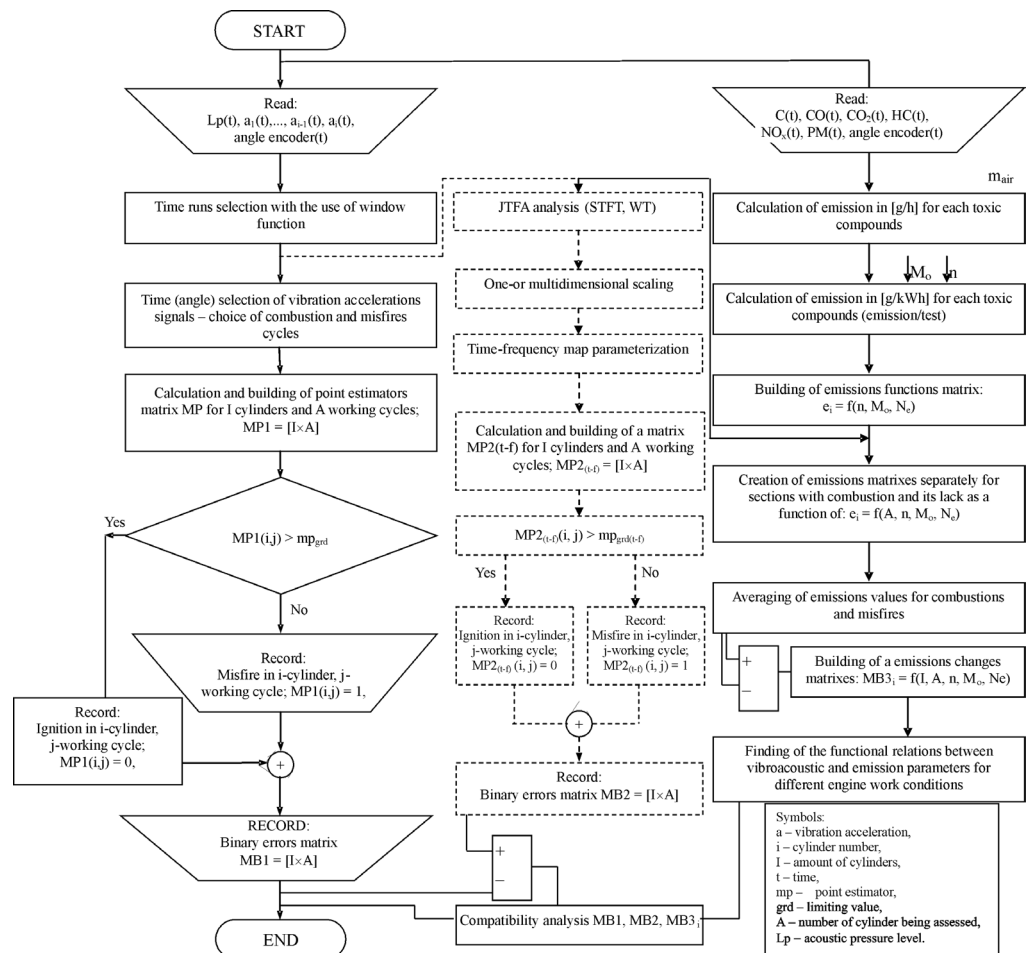 START
Read:
Lp(t), a₁(t),..., aᵢ₋₁(t), aᵢ(t),
angle encoder(t)
Time runs selection with the use of window
function
Time (angle) selection of vibration accelerations
signals – choice of combustion and misfires
cycles
Calculation and building of point estimators
matrix MP for I cylinders and A working cycles;
MP1 = [I×A]
Yes
MP1(i,j) > mp_grd
No
Record:
Misfire in i-cylinder, j-
working cycle; MP1(i,j) = 1,
Record:
Ignition in i-cylinder,
j-working cycle;
MP1(i,j) = 0,
+
RECORD:
Binary errors matrix
MB1 = [I×A]
END
JTFA analysis (STFT, WT)
One-or multidimensional scaling
Time-frequency map parameterization
Calculation and building of a matrix
MP2(t-f) for I cylinders and A working
cycles; MP2(t-f) = [I×A]
MP2(t-f)(i, j) > mp_grd(t-f)
Yes
No
Record:
Ignition in i-cylinder,
j-working cycle;
MP2(t-f) (i, j) = 0
Record:
Misfire in i-cylinder,
j-working cycle;
MP2(t-f) (i, j) = 1
+
Record:
Binary errors matrix MB2 = [I×A]
+
−
Compatibility analysis MB1, MB2, MB3ᵢ
Read:
C(t), CO(t), CO₂(t), HC(t),
NOₓ(t), PM(t), angle encoder(t)
m_air
Calculation of emission in [g/h] for each toxic
compounds
Mₒ n
Calculation of emission in [g/kWh] for each toxic
compounds (emission/test)
Building of emissions functions matrix:
eᵢ = f(n, Mₒ, Nₑ)
Creation of emissions matrixes separately for
sections with combustion and its lack as a
function of: eᵢ = f(A, n, Mₒ, Nₑ)
Averaging of emissions values for combustions
and misfires
+
−
Building of a emissions changes
matrixes: MB3ᵢ = f(I, A, n, Mₒ, Ne)
Finding of the functional relations between
vibroacoustic and emission parameters for
different engine work conditions
Symbols:
a – vibration acceleration,
i – cylinder number,
I – amount of cylinders,
t – time,
mp – point estimator,
grd – limiting value,
A – number of cylinder being assessed,
Lp – acoustic pressure level.